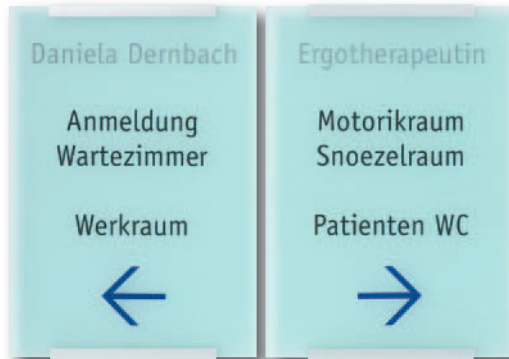 Daniela Dernbach
Anmeldung
Wartezimmer
Werkraum
Ergotherapeutin
Motorikraum
Snoezelraum
Patienten WC